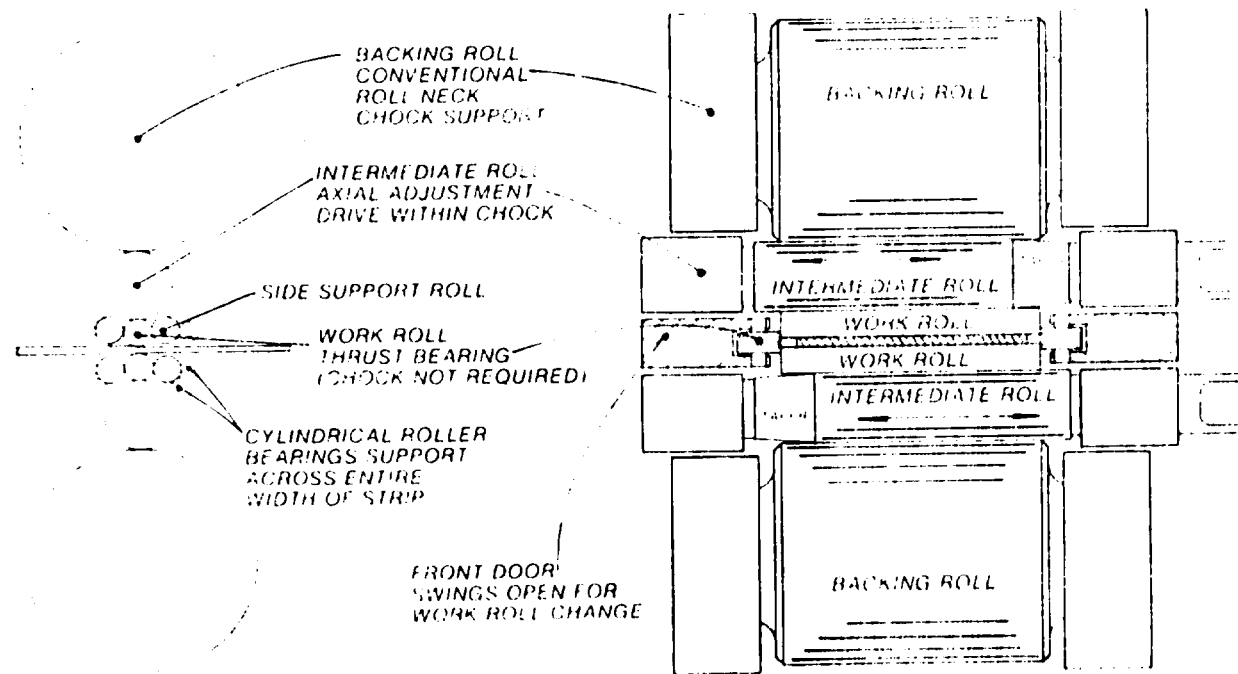 BACKING ROLL
CONVENTIONAL
ROLL NECK
CHOCK SUPPORT
INTERMEDIATE ROLL
AXIAL ADJUSTMENT
DRIVE WITHIN CHOCK
SIDE SUPPORT ROLL
WORK ROLL
THRUST BEARING
(CHOCK NOT REQUIRED)
CYLINDRICAL ROLLER
BEARINGS SUPPORT
ACROSS ENTIRE
WIDTH OF STRIP
FRONT DOOR
SWINGS OPEN FOR
WORK ROLL CHANGE
BACKING ROLL
INTERMEDIATE ROLL
WORK ROLL
WORK ROLL
INTERMEDIATE ROLL
BACKING ROLL